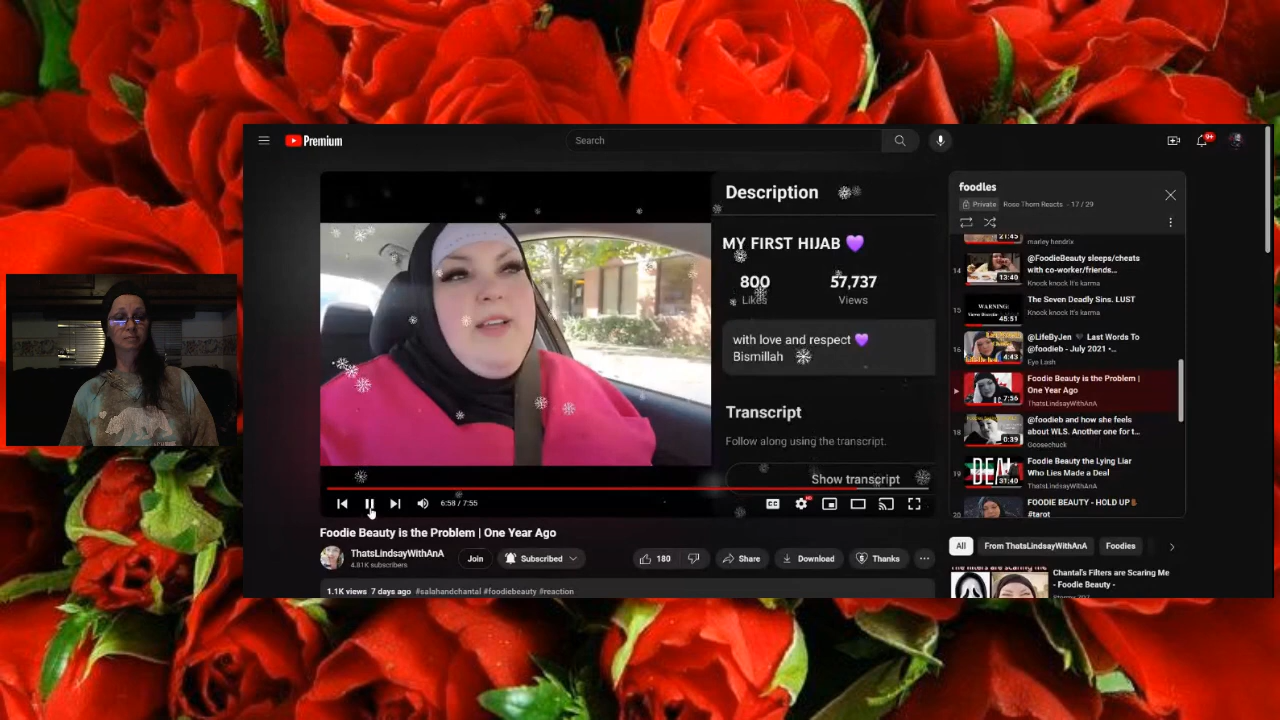 Premium
Search
9+
Description
MY FIRST HIJAB 💜
800
57,737
Likes
Views
with love and respect 💜
Bismillah
Transcript
Follow along using the transcript.
Show transcript
6:58 / 7:55
CC
HD
Foodie Beauty is the Problem | One Year Ago
ThatsLindsayWithAnA
4.81K subscribers
Join
Subscribed
180
Share
Download
Thanks
1.1K views 7 days ago #salahandchantal #foodiebeauty #reaction
foodles
Private
Rose Thorn Reacts - 17 / 29
21:45
marley hendrix
14
13:40
@FoodieBeauty sleeps/cheats
with co-worker/friends...
Knock knock It's karma
15
WARNING:
45:51
The Seven Deadly Sins. LUST
Knock knock It's karma
16
4:43
@LifeByJen 🖤 Last Words To
@foodieb - July 2021 •...
Eye Losh
7:56
Foodie Beauty is the Problem |
One Year Ago
ThatsLindsayWithAnA
18
0:39
@foodieb and how she feels
about WLS. Another one for t...
Goosechuck
19
DEAL
31:40
Foodie Beauty the Lying Liar
Who Lies Made a Deal
ThatsLindsayWithAnA
20
FOODIE BEAUTY - HOLD UP✋
#tarot
All
From ThatsLindsayWithAnA
Foodies
Chantal's Filters are Scaring Me
- Foodie Beauty -